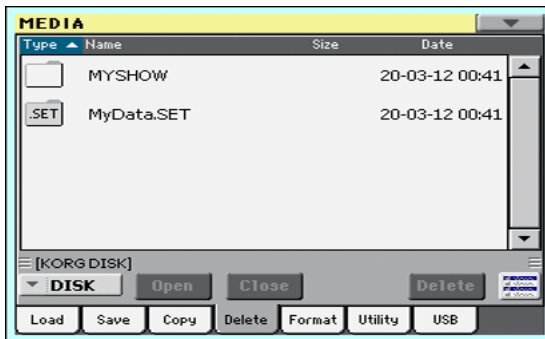 MEDIA
Type Name Size Date
MYSHOW 20-03-12 00:41
.SET MyData.SET 20-03-12 00:41
[KORG DISK]
DISK Open Close Delete
Load Save Copy Delete Format Utility USB